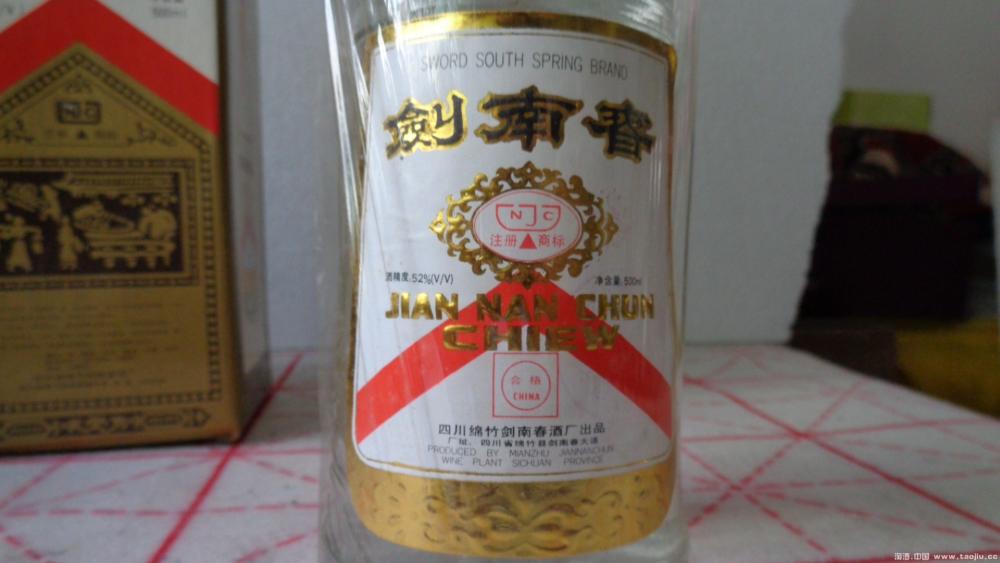 SWORD SOUTH SPRING BRAND
劍南春
NJC
注册 商标
酒精度:52%(V/V)
净含量:500ml
JIAN NAN CHUN
CHIEW
合格
CHINA
四川绵竹剑南春酒厂出品
厂址、四川省绵竹县剑南春大道
PRODUCED BY MIANZHU JIANNANCHUN
WINE PLANT SICHUAN PROVINCE
500ml
NJC
淘酒.中国 www.taojiu.cc